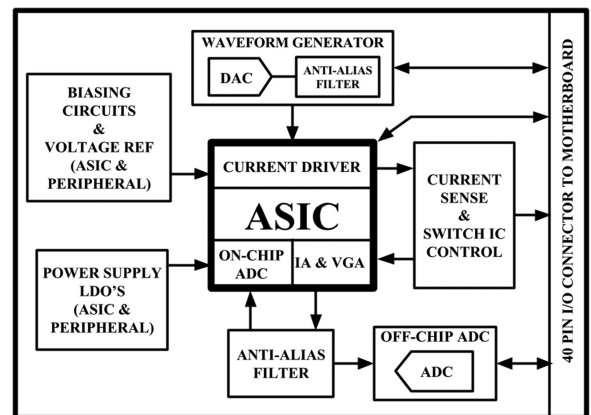 WAVEFORM GENERATOR
DAC
ANTI-ALIAS
FILTER
BIASING
CIRCUITS
&
VOLTAGE REF
(ASIC &
PERIPHERAL)
CURRENT DRIVER
ASIC
ON-CHIP
ADC
IA & VGA
CURRENT
SENSE
&
SWITCH IC
CONTROL
POWER SUPPLY
LDO'S
(ASIC &
PERIPHERAL)
ANTI-ALIAS
FILTER
OFF-CHIP ADC
ADC
40 PIN I/O CONNECTOR TO MOTHERBOARD